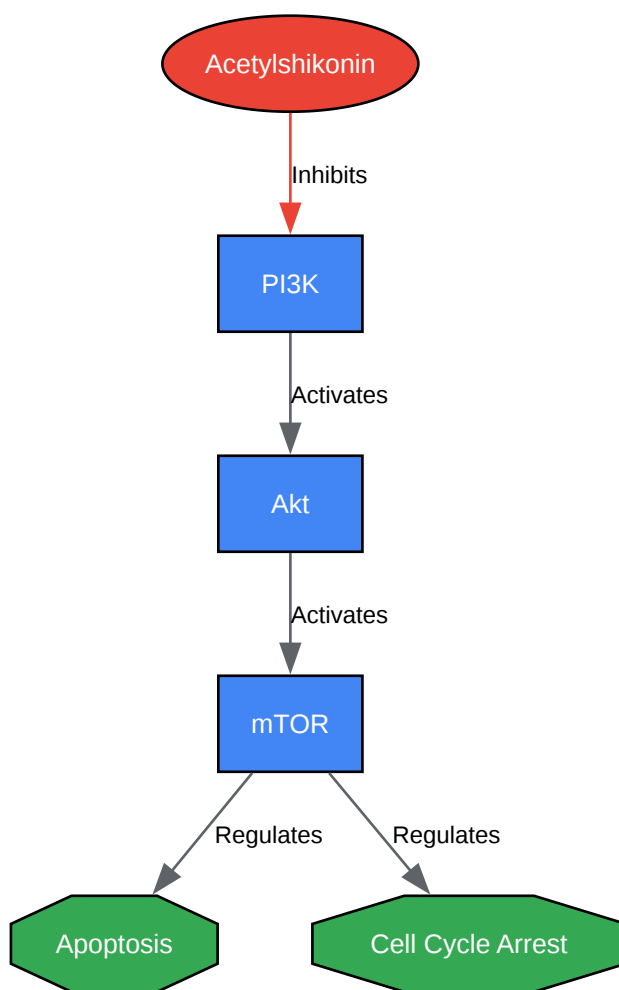 Acetylshikonin
Inhibits
PI3K
Activates
Akt
Activates
mTOR
Regulates
Regulates
Apoptosis
Cell Cycle Arrest